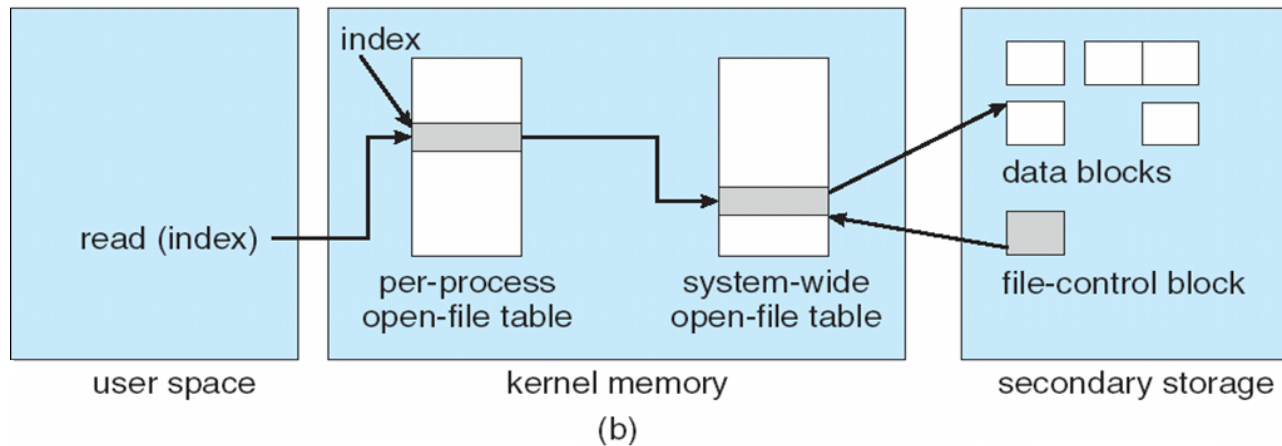 index
read (index)
per-process
open-file table
system-wide
open-file table
data blocks
file-control block
user space
kernel memory
secondary storage
(b)